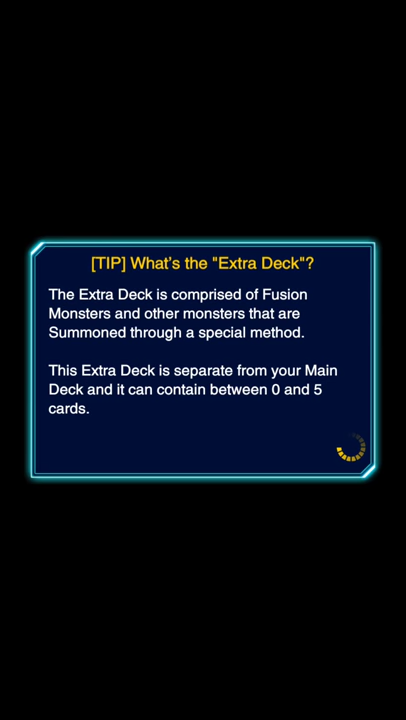 [TIP] What's the "Extra Deck"?
The Extra Deck is comprised of Fusion
Monsters and other monsters that are
Summoned through a special method.
This Extra Deck is separate from your Main
Deck and it can contain between 0 and 5
cards.